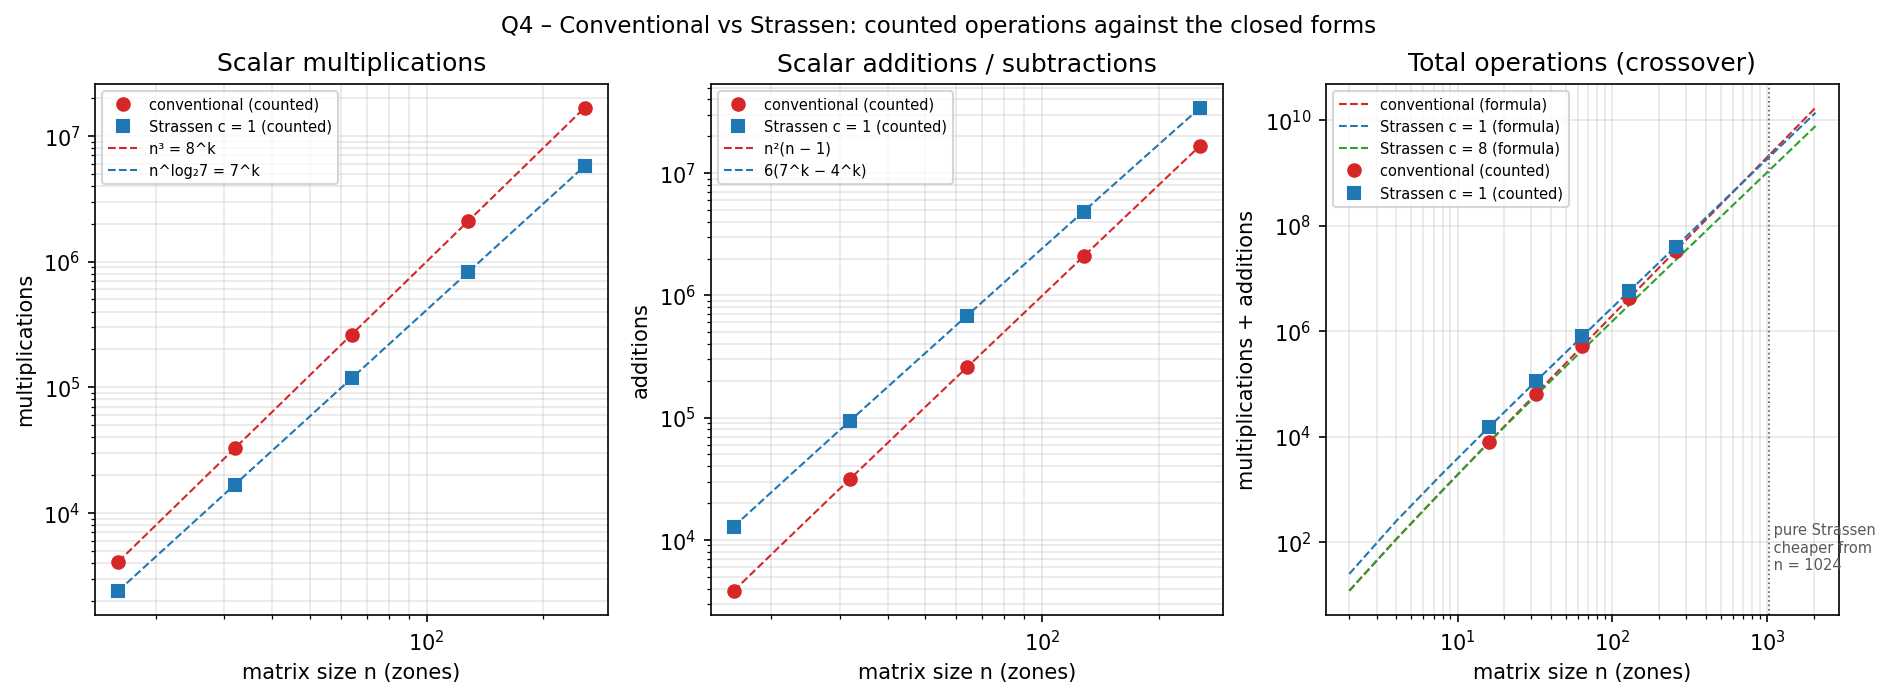 Q4 – Conventional vs Strassen: counted operations against the closed forms
Scalar multiplications
conventional (counted)
Strassen c = 1 (counted)
n³ = 8^k
n^log₂7 = 7^k
10⁷
10⁶
10⁵
10⁴
multiplications
10²
matrix size n (zones)
Scalar additions / subtractions
conventional (counted)
Strassen c = 1 (counted)
n²(n − 1)
6(7^k − 4^k)
10⁷
10⁶
10⁵
10⁴
additions
10²
matrix size n (zones)
Total operations (crossover)
conventional (formula)
Strassen c = 1 (formula)
Strassen c = 8 (formula)
conventional (counted)
Strassen c = 1 (counted)
10¹⁰
10⁸
10⁶
10⁴
10²
multiplications + additions
pure Strassen
cheaper from
n = 1024
10¹
10²
10³
matrix size n (zones)